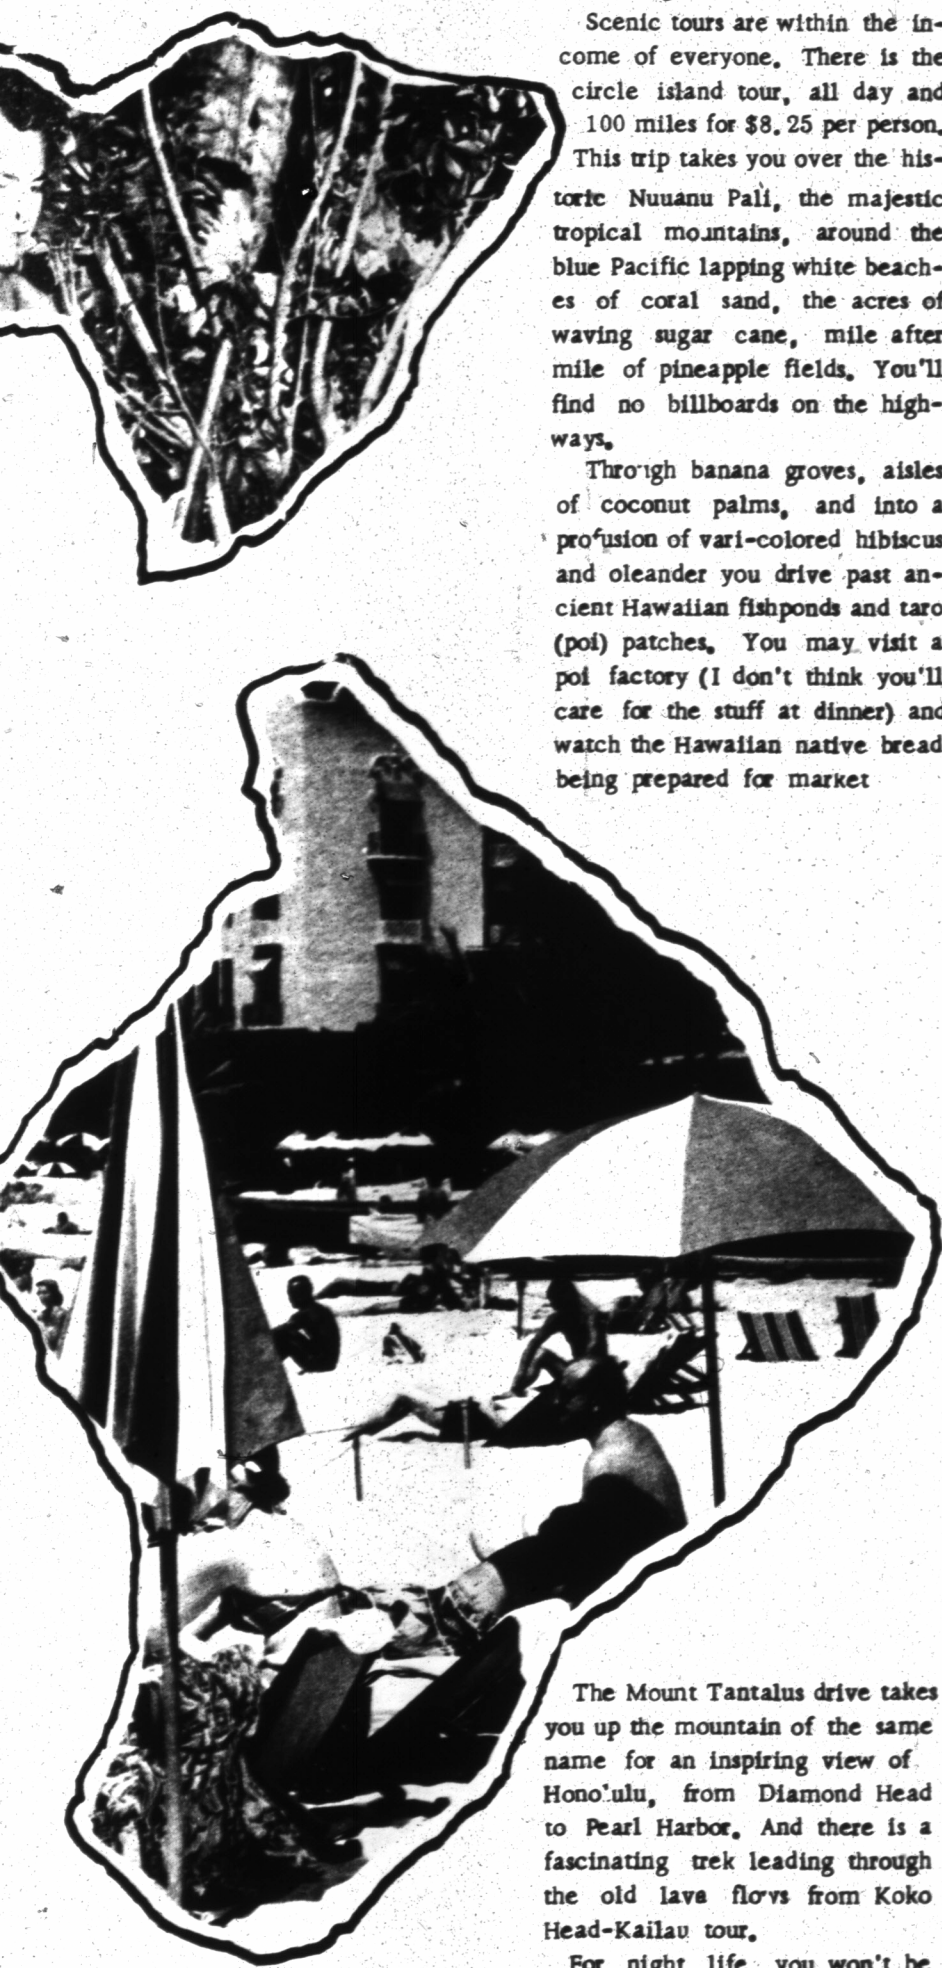 Scenic tours are within the in-
come of everyone. There is the
circle island tour, all day and
100 miles for $8.25 per person.
This trip takes you over the his-
toric Nuuanu Pali, the majestic
tropical mountains, around the
blue Pacific lapping white beach-
es of coral sand, the acres of
waving sugar cane, mile after
mile of pineapple fields. You'll
find no billboards on the high-
ways.
Through banana groves, aisles
of coconut palms, and into a
profusion of vari-colored hibiscus
and oleander you drive past an-
cient Hawaiian fishponds and taro
(poi) patches. You may visit a
poi factory (I don't think you'll
care for the stuff at dinner) and
watch the Hawaiian native bread
being prepared for market
The Mount Tantalus drive takes
you up the mountain of the same
name for an inspiring view of
Honolulu, from Diamond Head
to Pearl Harbor. And there is a
fascinating trek leading through
the old lava flows from Koko
Head-Kailau tour.
For night life you won't be